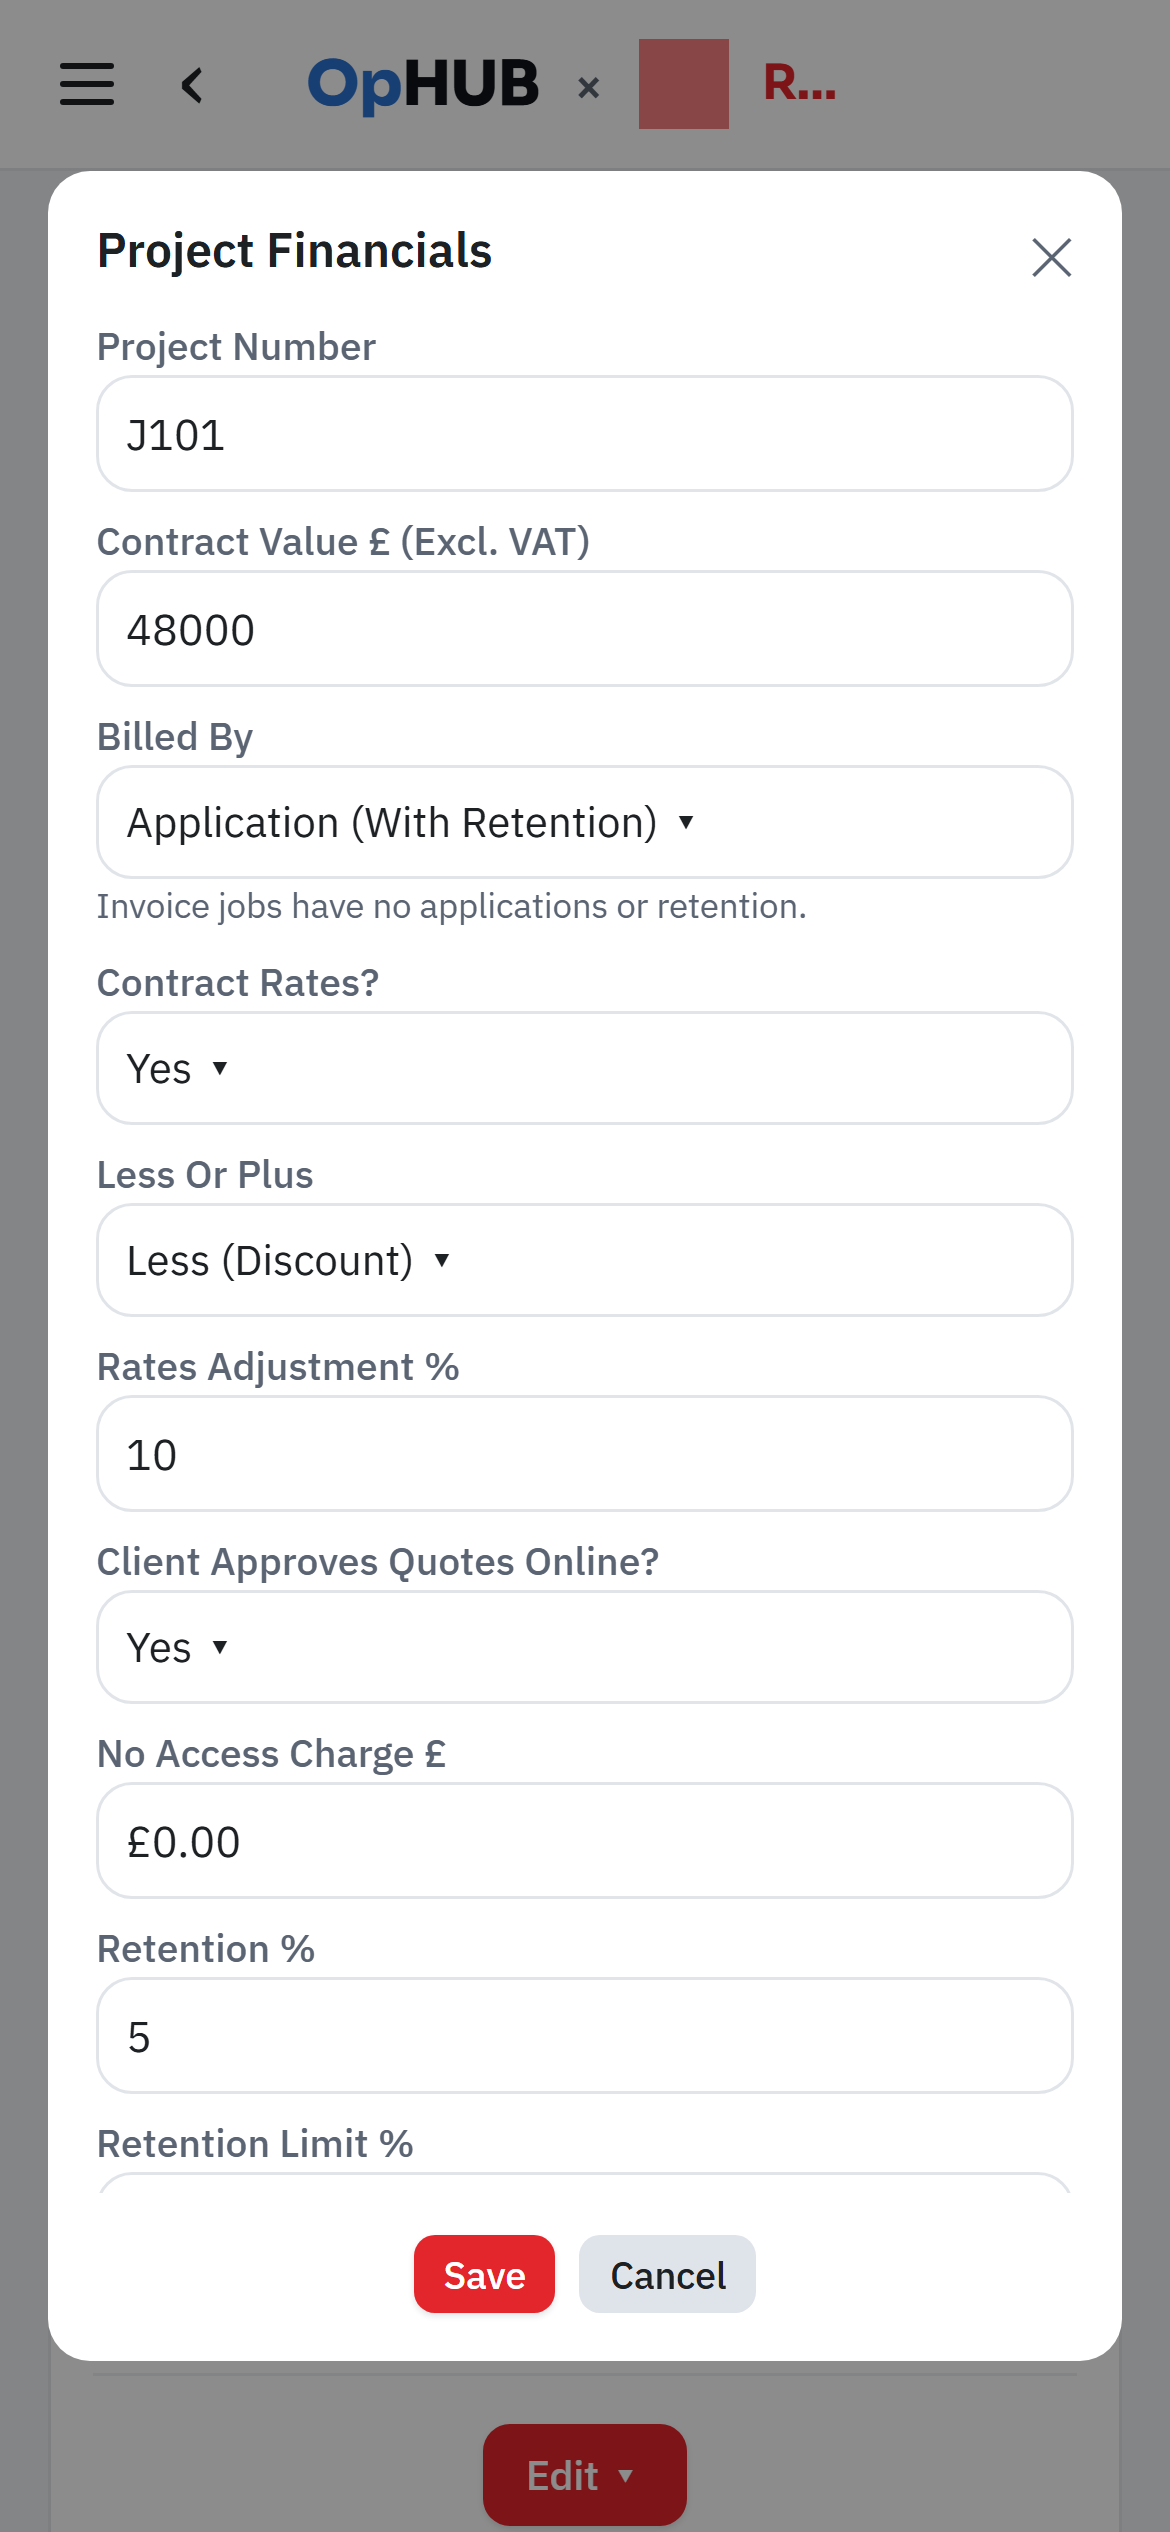 OpHUB × R...
Project Financials
Project Number
J101
Contract Value £ (Excl. VAT)
48000
Billed By
Application (With Retention) ▼
Invoice jobs have no applications or retention.
Contract Rates?
Yes ▼
Less Or Plus
Less (Discount) ▼
Rates Adjustment %
10
Client Approves Quotes Online?
Yes ▼
No Access Charge £
£0.00
Retention %
5
Retention Limit %
Save Cancel
Edit ▼